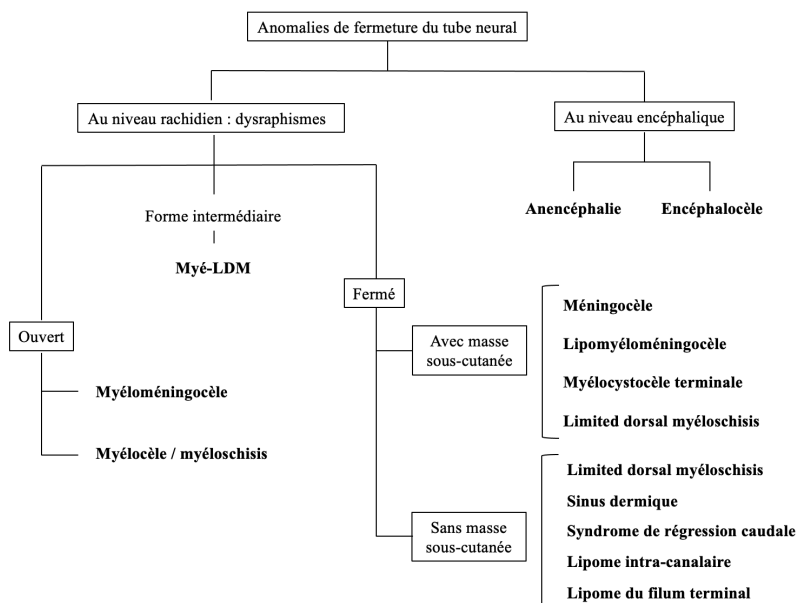 Anomalies de fermeture du tube neural
Au niveau rachidien : dysraphismes
Au niveau encéphalique
Anencéphalie
Encéphalocèle
Forme intermédiaire
Myé-LDM
Ouvert
Myéloméningocèle
Myélocèle / myéloschisis
Fermé
Avec masse
sous-cutanée
Méningocèle
Lipomyéloméningocèle
Myélocystocèle terminale
Limited dorsal myéloschisis
Sans masse
sous-cutanée
Limited dorsal myéloschisis
Sinus dermique
Syndrome de régression caudale
Lipome intra-canalaire
Lipome du filum terminal